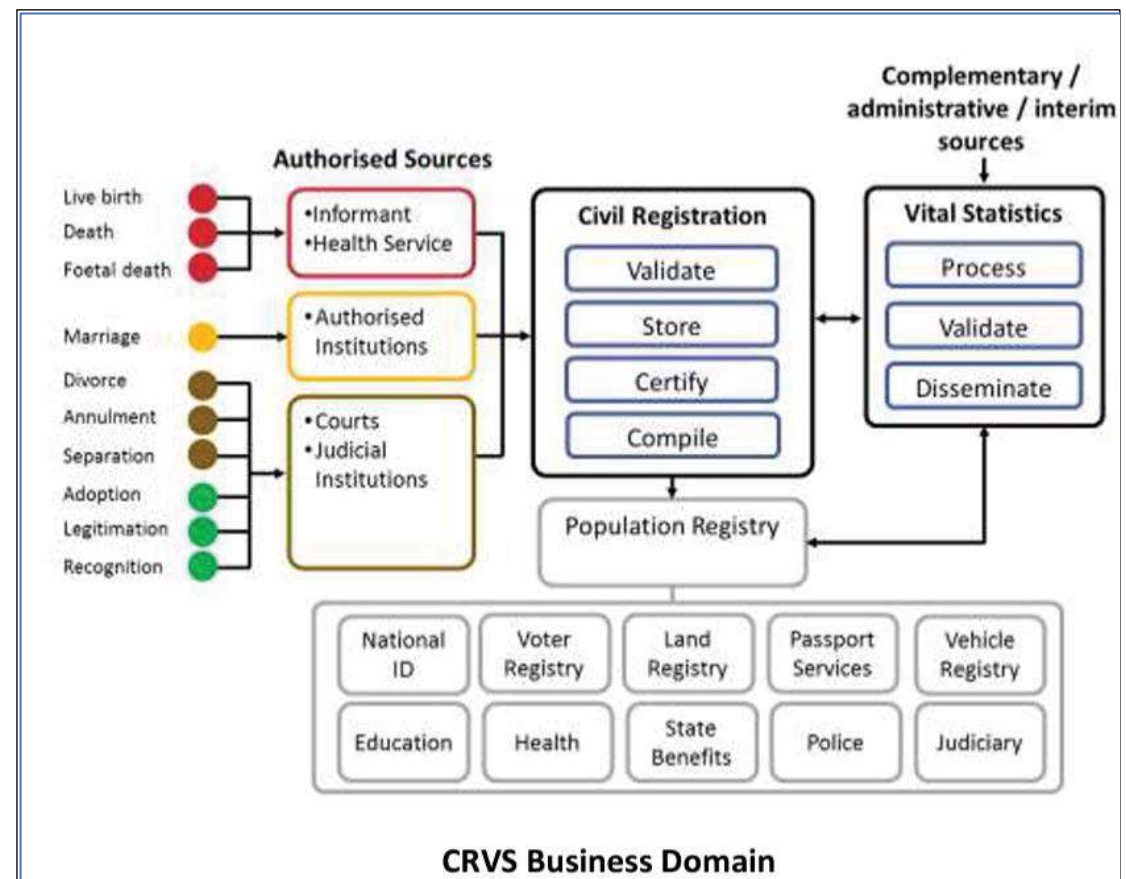 Complementary /
administrative / interim
sources
Authorised Sources
Live birth
Death
Foetal death
Marriage
Divorce
Annulment
Separation
Adoption
Legitimation
Recognition
•Informant
•Health Service
•Authorised
Institutions
•Courts
•Judicial
Institutions
Civil Registration
Validate
Store
Certify
Compile
Vital Statistics
Process
Validate
Disseminate
Population Registry
National
ID
Voter
Registry
Land
Registry
Passport
Services
Vehicle
Registry
Education
Health
State
Benefits
Police
Judiciary
CRVS Business Domain